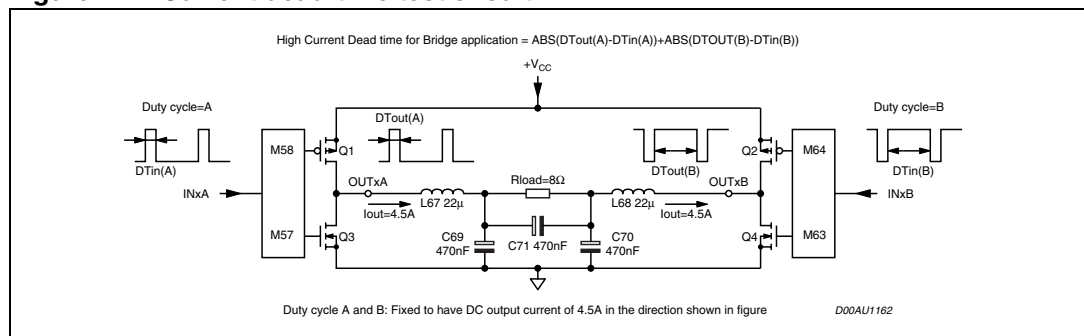 High Current Dead time for Bridge application = ABS(DTout(A)-DTin(A))+ABS(DTOUT(B)-DTin(B))
+VCC
Duty cycle=A
DTin(A)
INxA
M58
M57
Q1
Q3
DTout(A)
OUTxA
Iout=4.5A
L67 22μ
C69
470nF
Rload=8Ω
C71 470nF
C70
470nF
L68 22μ
DTout(B)
OUTxB
Iout=4.5A
Q2
Q4
M64
M63
Duty cycle=B
DTin(B)
INxB
Duty cycle A and B: Fixed to have DC output current of 4.5A in the direction shown in figure
D00AU1162